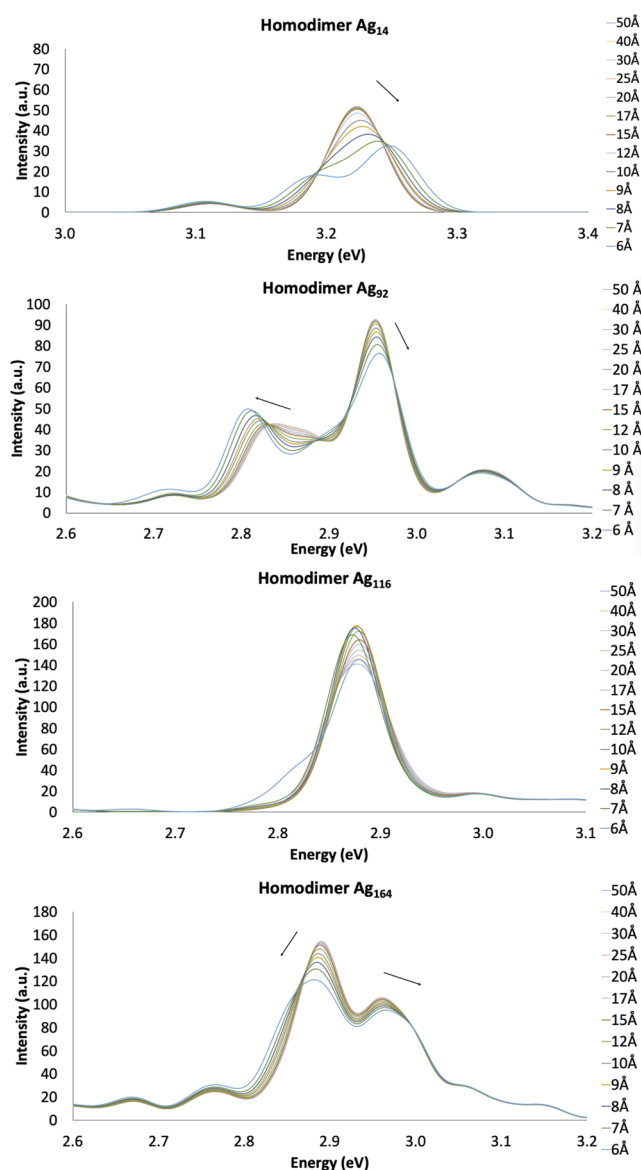 Homodimer Ag14
Intensity (a.u.)
80
70
60
50
40
30
20
10
0
3.0 3.1 3.2 3.3 3.4
Energy (eV)
50Å
40Å
30Å
25Å
20Å
17Å
15Å
12Å
10Å
9Å
8Å
7Å
6Å
Homodimer Ag92
Intensity (a.u.)
100
90
80
70
60
50
40
30
20
10
0
2.6 2.7 2.8 2.9 3.0 3.1 3.2
Energy (eV)
50 Å
40 Å
30 Å
25 Å
20 Å
17 Å
15 Å
12 Å
10 Å
9 Å
8 Å
7 Å
6 Å
Homodimer Ag116
Intensity (a.u.)
200
180
160
140
120
100
80
60
40
20
0
2.6 2.7 2.8 2.9 3.0 3.1
Energy (eV)
50Å
40Å
30Å
25Å
20Å
17Å
15Å
12Å
10Å
9Å
8Å
7Å
6Å
Homodimer Ag164
Intensity (a.u.)
180
160
140
120
100
80
60
40
20
0
2.6 2.7 2.8 2.9 3.0 3.1 3.2
Energy (eV)
50Å
40Å
30Å
25Å
20Å
17Å
15Å
12Å
10Å
9Å
8Å
7Å
6Å